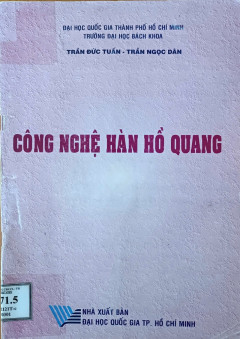 ĐẠI HỌC QUỐC GIA THÀNH PHỐ HỒ CHÍ MINH
TRƯỜNG ĐẠI HỌC BÁCH KHOA
TRẦN ĐỨC TUẤN - TRẦN NGỌC DÂN
CÔNG NGHỆ HÀN HỒ QUANG
71.5
NHÀ XUẤT BẢN
ĐẠI HỌC QUỐC GIA TP. HỒ CHÍ MINH